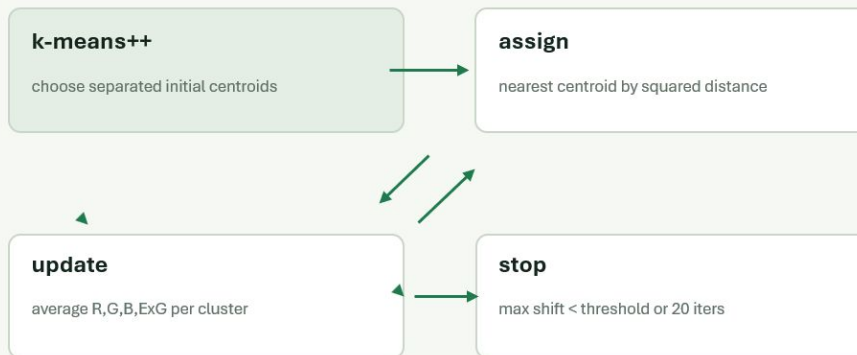 k-means++
choose separated initial centroids
assign
nearest centroid by squared distance
update
average R,G,B,ExG per cluster
stop
max shift < threshold or 20 iters